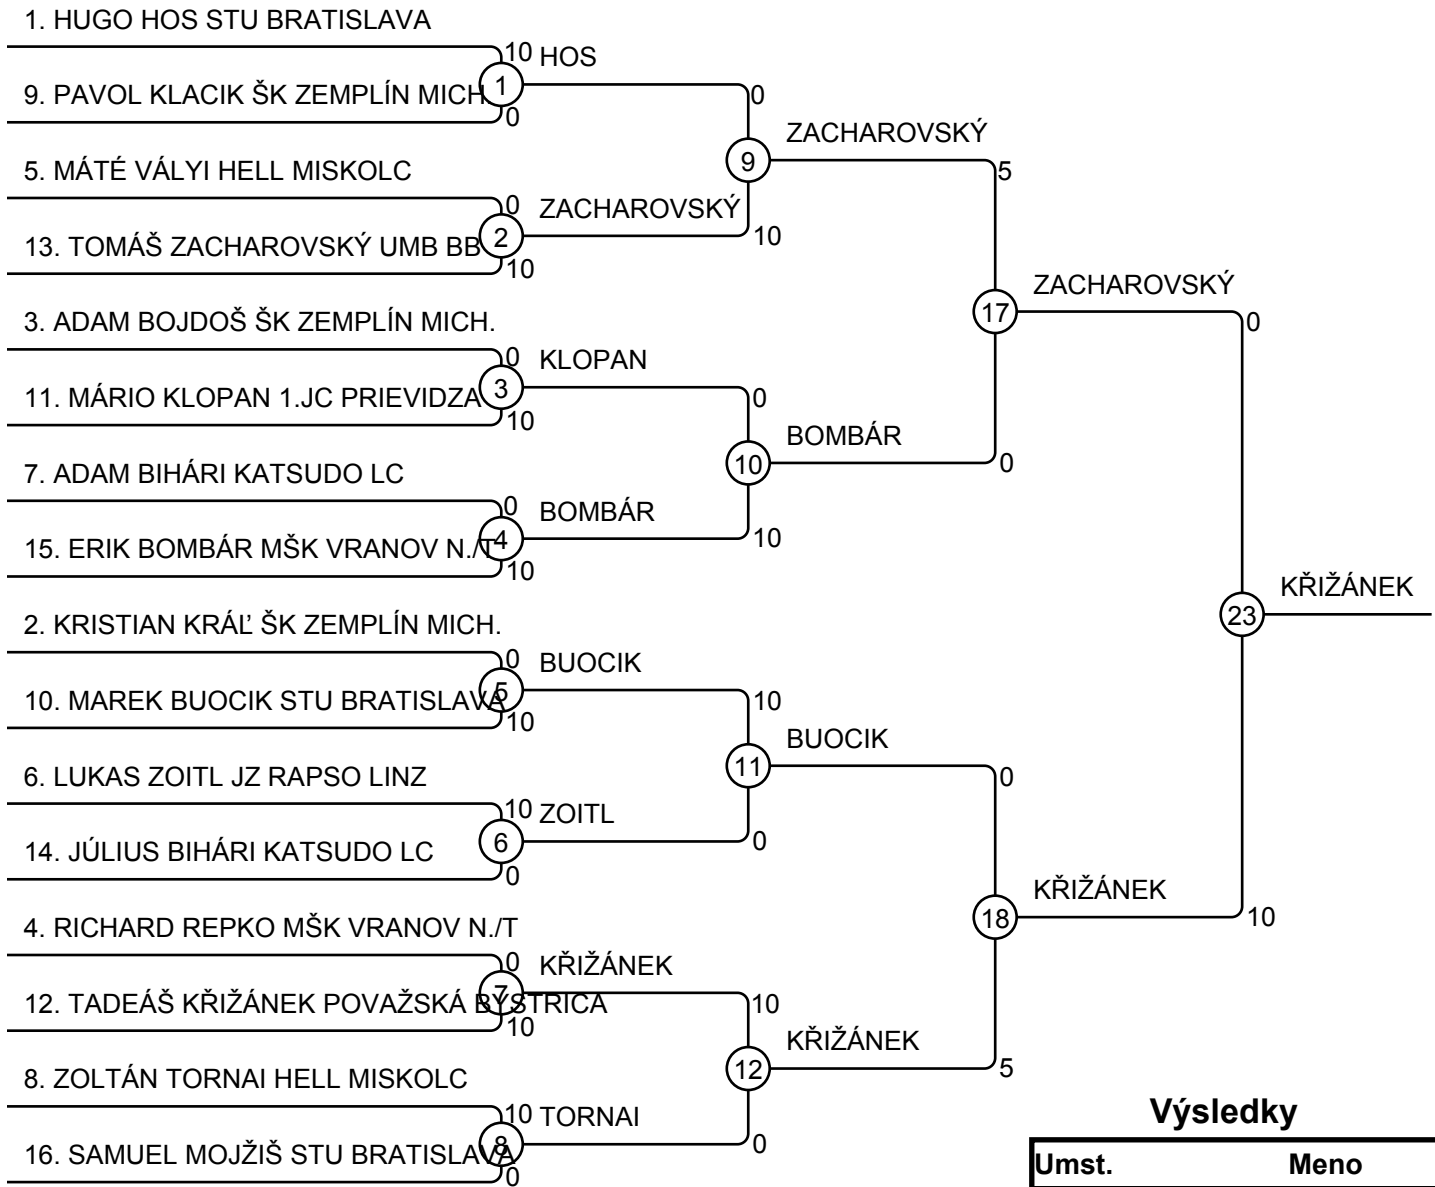 1. HUGO HOS STU BRATISLAVA
10 HOS
1
0
9. PAVOL KLACIK ŠK ZEMPLÍN MICH.
0
ZACHAROVSKÝ
9
5
5. MÁTÉ VÁLYI HELL MISKOLC
0 ZACHAROVSKÝ
2
10
13. TOMÁŠ ZACHAROVSKÝ UMB BB
10
ZACHAROVSKÝ
17
0
3. ADAM BOJDOŠ ŠK ZEMPLÍN MICH.
0 KLOPAN
3
0
11. MÁRIO KLOPAN 1.JC PRIEVIDZA
10
BOMBÁR
10
0
7. ADAM BIHÁRI KATSUDO LC
0 BOMBÁR
4
10
15. ERIK BOMBÁR MŠK VRANOV N./T
10
KŘIŽÁNEK
23
2. KRISTIAN KRÁĽ ŠK ZEMPLÍN MICH.
0 BUOCIK
5
10
10. MAREK BUOCIK STU BRATISLAVA
10
BUOCIK
11
0
6. LUKAS ZOITL JZ RAPSO LINZ
10 ZOITL
6
0
14. JÚLIUS BIHÁRI KATSUDO LC
0
KŘIŽÁNEK
18
10
4. RICHARD REPKO MŠK VRANOV N./T
0 KŘIŽÁNEK
7
10
12. TADEÁŠ KŘIŽÁNEK POVAŽSKÁ BYSTRICA
10
KŘIŽÁNEK
12
5
8. ZOLTÁN TORNAI HELL MISKOLC
10 TORNAI
8
0
16. SAMUEL MOJŽIŠ STU BRATISLAVA
0
Výsledky
Umst. Meno